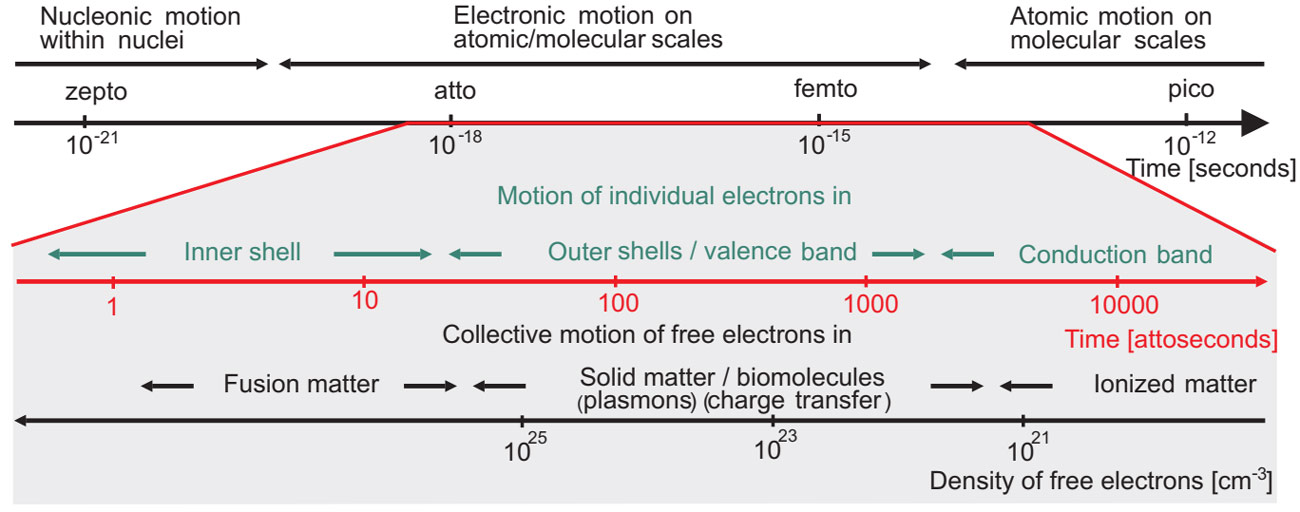 Nucleonic motion within nuclei
Electronic motion on atomic/molecular scales
Atomic motion on molecular scales
zepto atto femto pico
10⁻²¹ 10⁻¹⁸ 10⁻¹⁵ 10⁻¹²
Time [seconds]
Motion of individual electrons in
Inner shell Outer shells / valence band Conduction band
1 10 100 1000 10000
Collective motion of free electrons in
Time [attoseconds]
Fusion matter
Solid matter / biomolecules
(plasmons) (charge transfer)
Ionized matter
10²⁵ 10²³ 10²¹
Density of free electrons [cm⁻³]